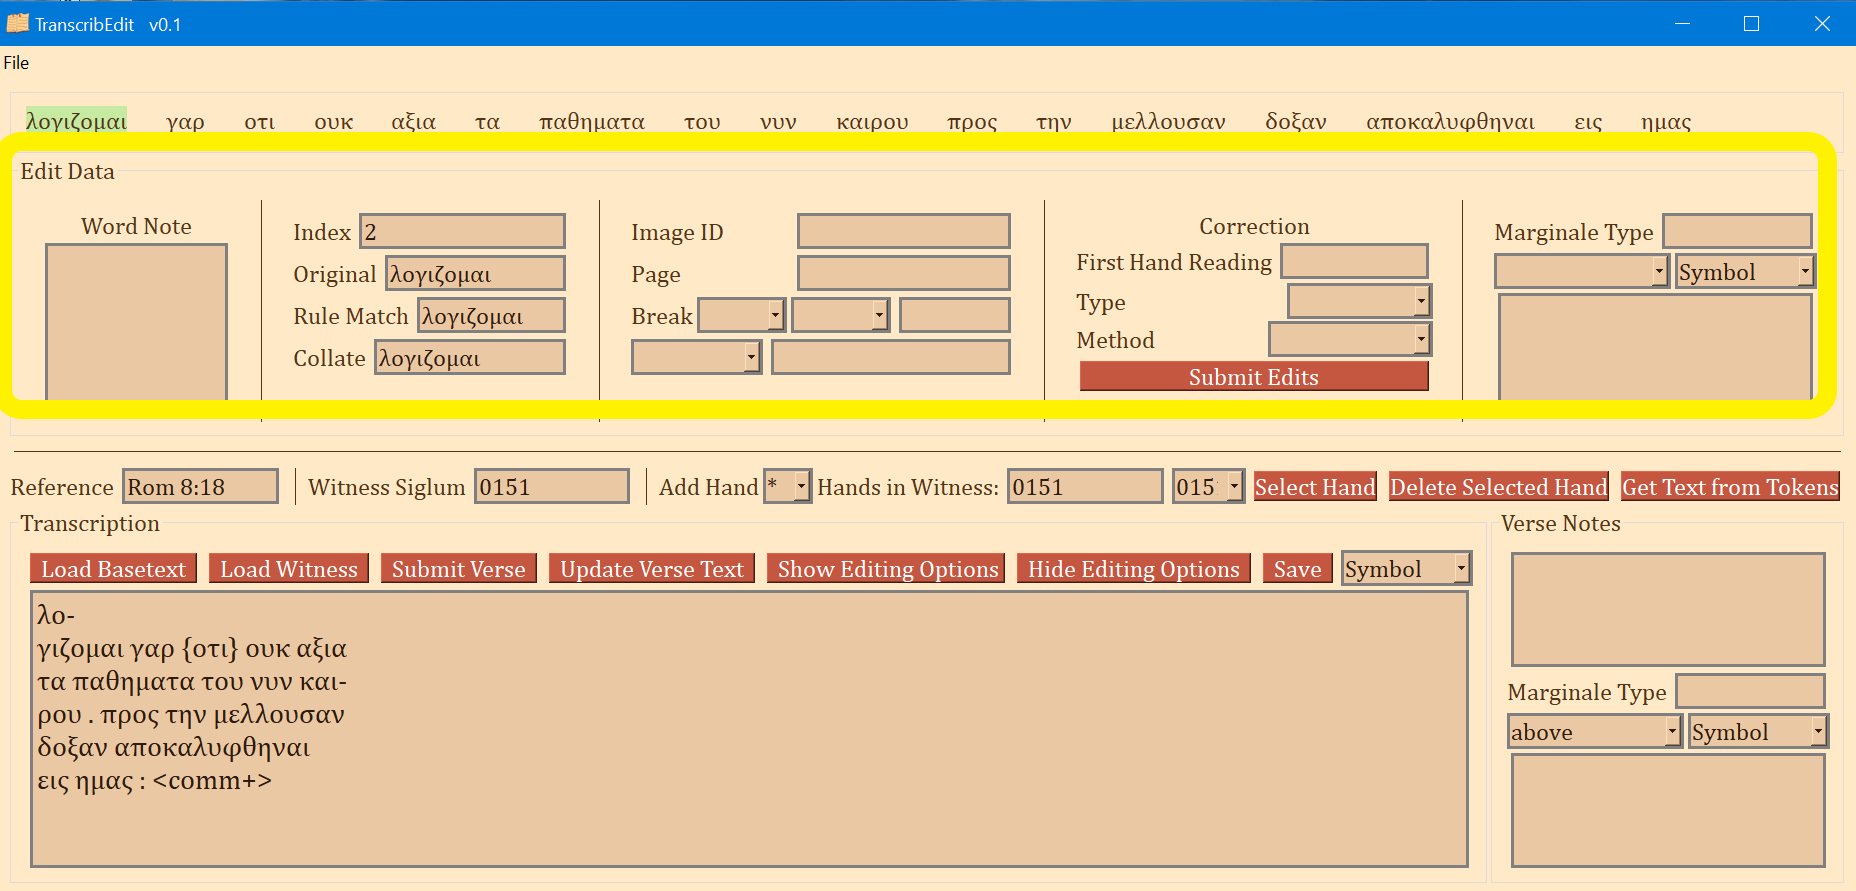 TranscribEdit v0.1
File
λογιζομαι γαρ οτι ουκ αξια τα παθηματα του νυν καιρου προς την μελλουσαν δοξαν αποκαλυφθηναι εις ημας
Edit Data
Word Note
Index 2
Original λογιζομαι
Rule Match λογιζομαι
Collate λογιζομαι
Image ID
Page
Break
Correction
First Hand Reading
Type
Method
Submit Edits
Marginale Type
Symbol
Reference Rom 8:18 Witness Siglum 0151 Add Hand * Hands in Witness: 0151 015 Select Hand Delete Selected Hand Get Text from Tokens
Transcription
Load Basetext Load Witness Submit Verse Update Verse Text Show Editing Options Hide Editing Options Save Symbol
λο-
γιζομαι γαρ {οτι} ουκ αξια
τα παθηματα του νυν και-
ρου . προς την μελλουσαν
δοξαν αποκαλυφθηναι
εις ημας : <comm+>
Verse Notes
Marginale Type
above Symbol